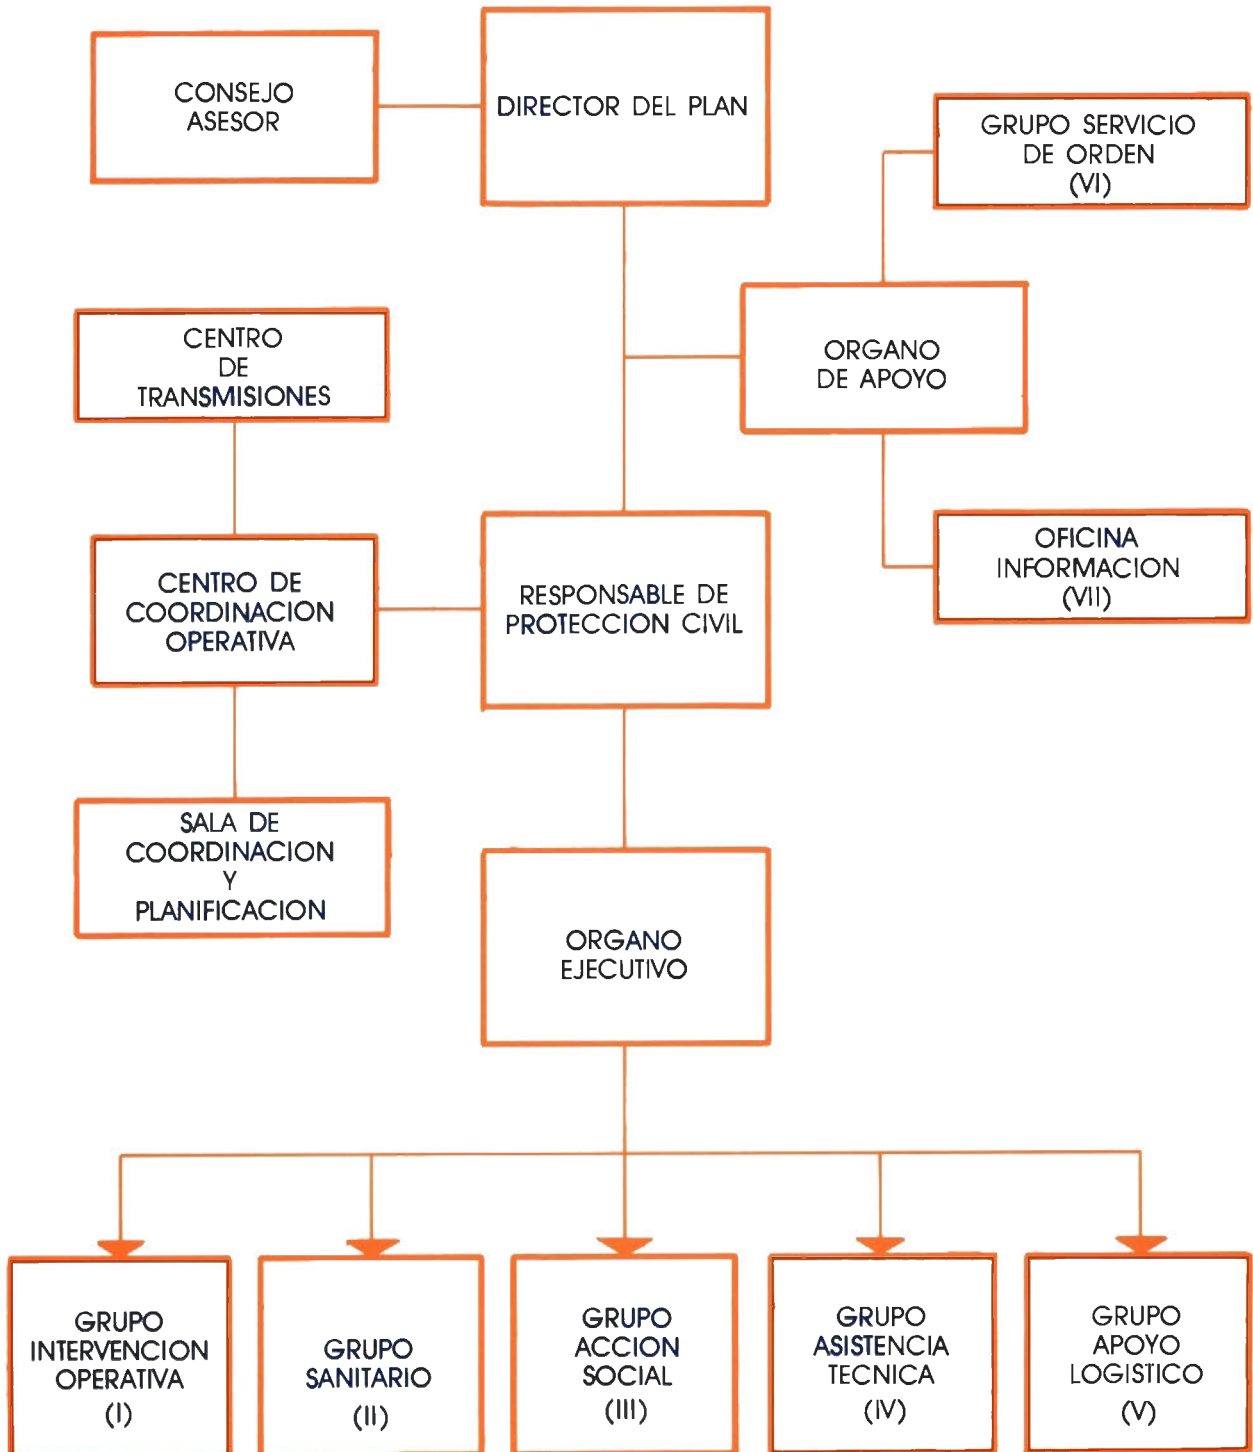 CONSEJO
ASESOR
DIRECTOR DEL PLAN
GRUPO SERVICIO
DE ORDEN
(VI)
CENTRO
DE
TRANSMISIONES
ORGANO
DE APOYO
CENTRO DE
COORDINACION
OPERATIVA
RESPONSABLE DE
PROTECCION CIVIL
OFICINA
INFORMACION
(VII)
SALA DE
COORDINACION
Y
PLANIFICACION
ORGANO
EJECUTIVO
GRUPO
INTERVENCION
OPERATIVA
(I)
GRUPO
SANITARIO
(II)
GRUPO
ACCION
SOCIAL
(III)
GRUPO
ASISTENCIA
TECNICA
(IV)
GRUPO
APOYO
LOGISTICO
(V)